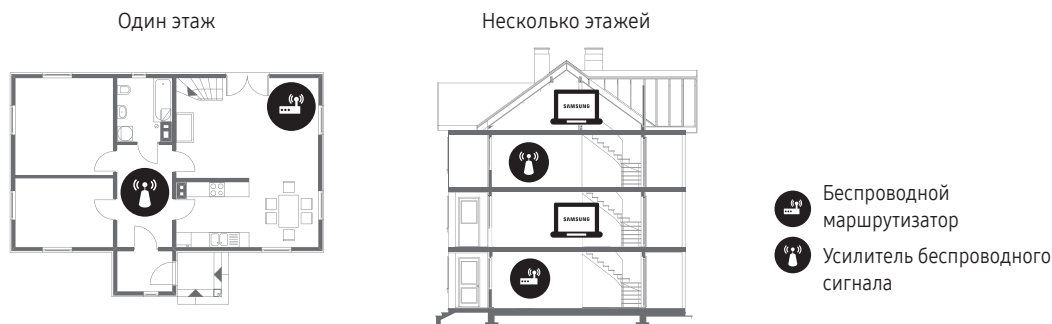 Один этаж
Несколько этажей
SAMSUNG
SAMSUNG
Беспроводной
маршрутизатор
Усилитель беспроводного
сигнала